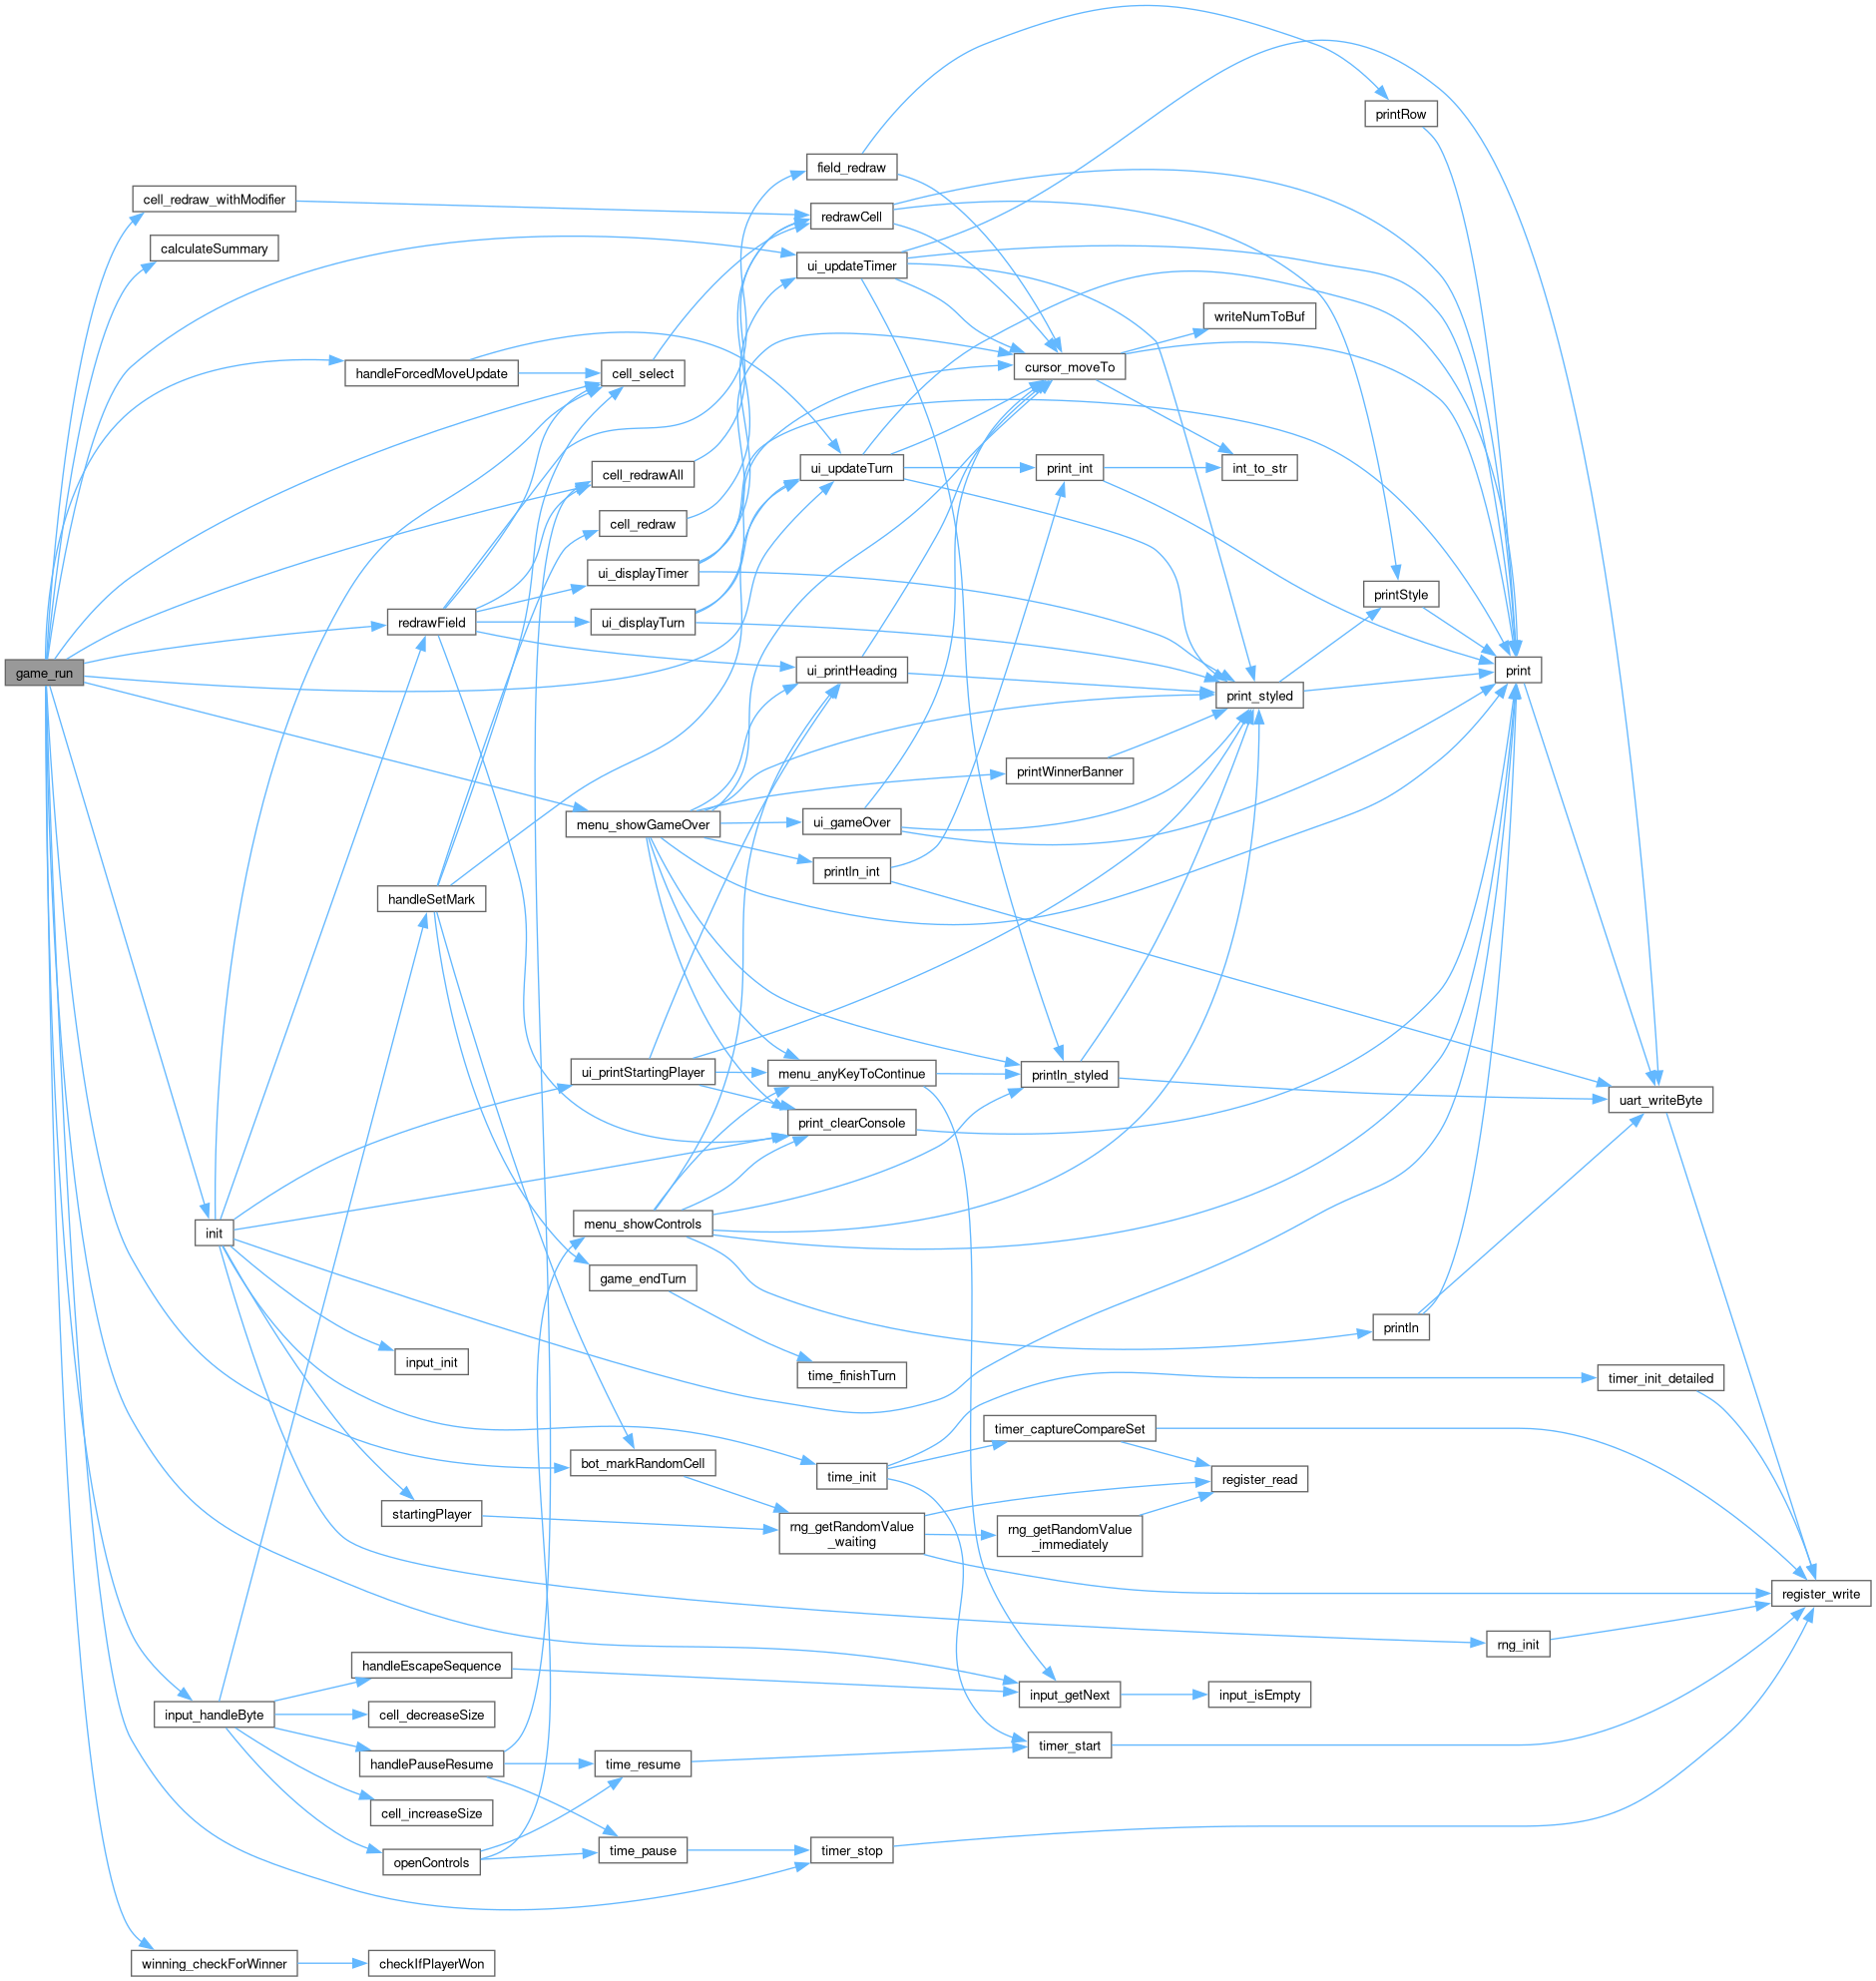 printRow
field_redraw
cell_redraw_withModifier
redrawCell
calculateSummary
ui_updateTimer
writeNumToBuf
handleForcedMoveUpdate
cell_select
cursor_moveTo
cell_redrawAll
ui_updateTurn
print_int
int_to_str
cell_redraw
ui_displayTimer
printStyle
redrawField
ui_displayTurn
game_run
ui_printHeading
print_styled
print
printWinnerBanner
menu_showGameOver
ui_gameOver
println_int
handleSetMark
ui_printStartingPlayer
menu_anyKeyToContinue
println_styled
uart_writeByte
print_clearConsole
init
menu_showControls
game_endTurn
println
input_init
time_finishTurn
timer_init_detailed
timer_captureCompareSet
bot_markRandomCell
time_init
register_read
startingPlayer
rng_getRandomValue
_waiting
rng_getRandomValue
_immediately
register_write
rng_init
handleEscapeSequence
input_getNext
input_isEmpty
input_handleByte
cell_decreaseSize
handlePauseResume
time_resume
timer_start
cell_increaseSize
openControls
time_pause
timer_stop
winning_checkForWinner
checkIfPlayerWon